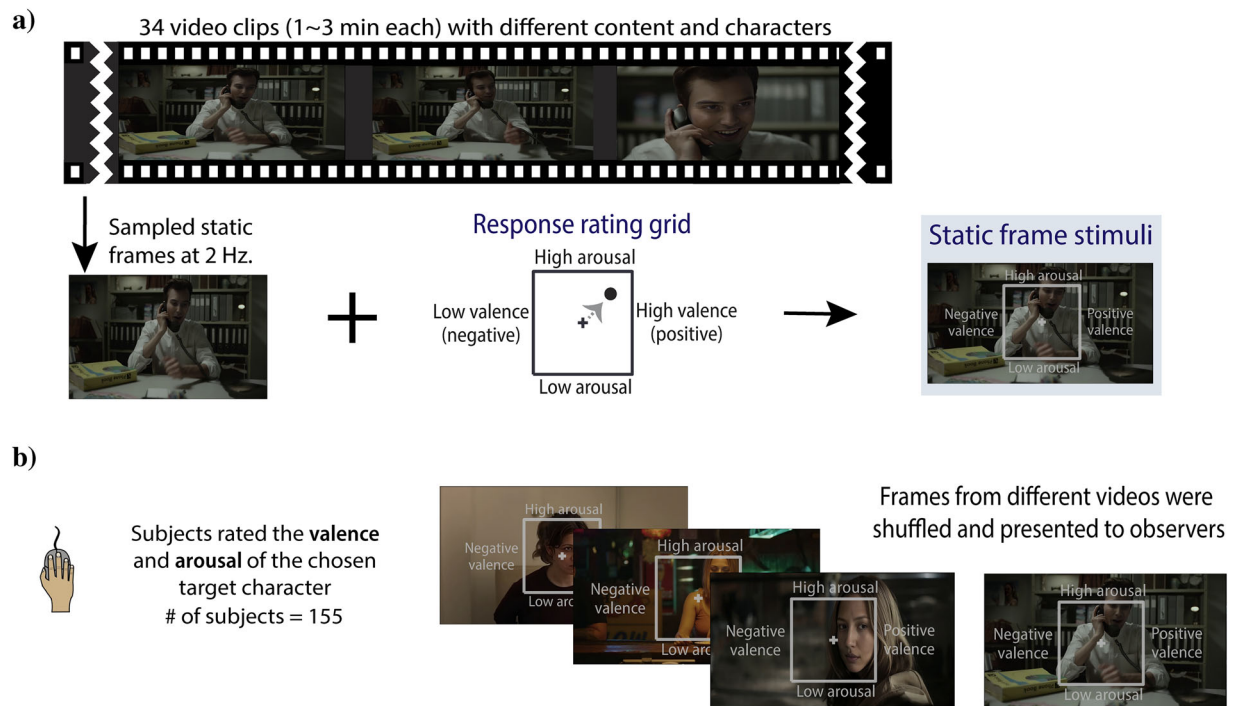 a)
34 video clips (1~3 min each) with different content and characters
Sampled static
frames at 2 Hz.
Response rating grid
High arousal
Low valence
(negative)
High valence
(positive)
Low arousal
Static frame stimuli
High arousal
Negative
valence
Positive
valence
Low arousal
b)
Subjects rated the valence
and arousal of the chosen
target character
# of subjects = 155
High arousal
Negative
valence
Low aro
High arousal
Negative
valence
Low arou
High arousal
Negative
valence
Positive
valence
Low arousal
Frames from different videos were
shuffled and presented to observers
High arousal
Negative
valence
Positive
valence
Low arousal